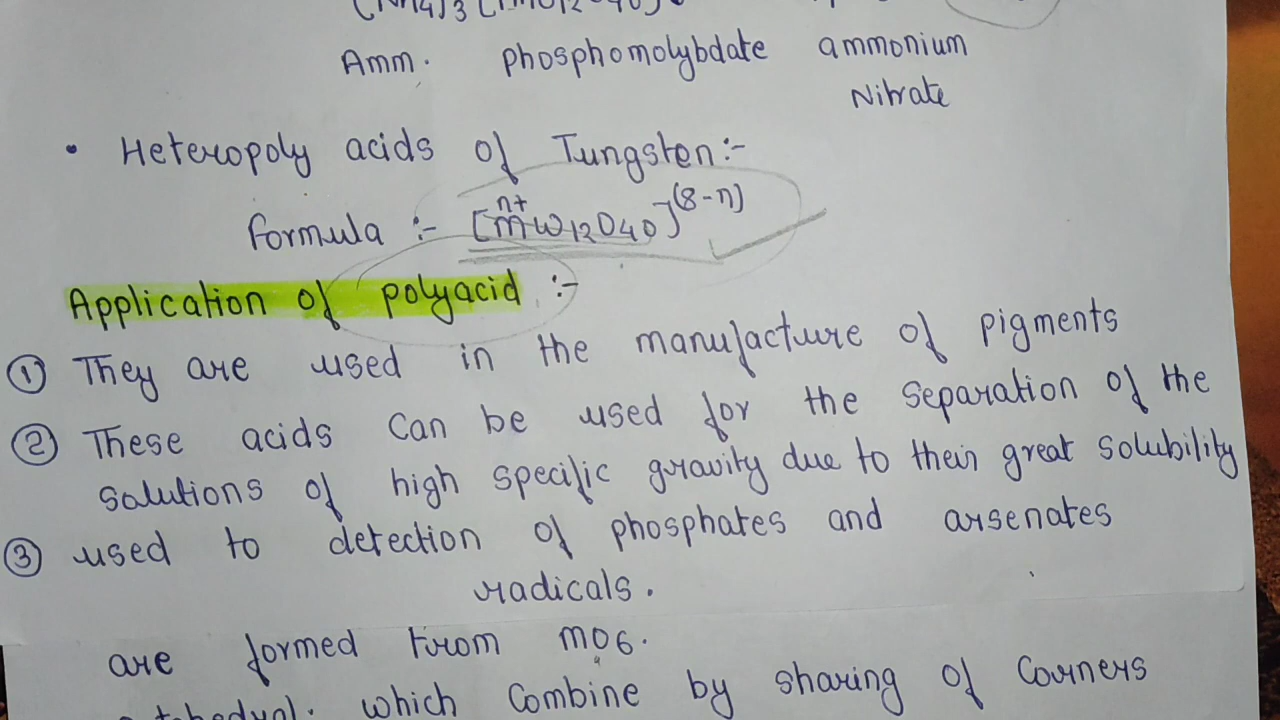 Amm. phosphomolybdate ammonium
Nitrate
• Heteropoly acids of Tungsten:-
formula :- [M^{n+}W12O40]^{(8-n)}
Application of polyacid :-
① They are used in the manufacture of pigments
② These acids can be used for the separation of the
solutions of high specific gravity due to their great solubility
③ used to detection of phosphates and arsenates
radicals.
are formed from MO6.
which combine by sharing of corners